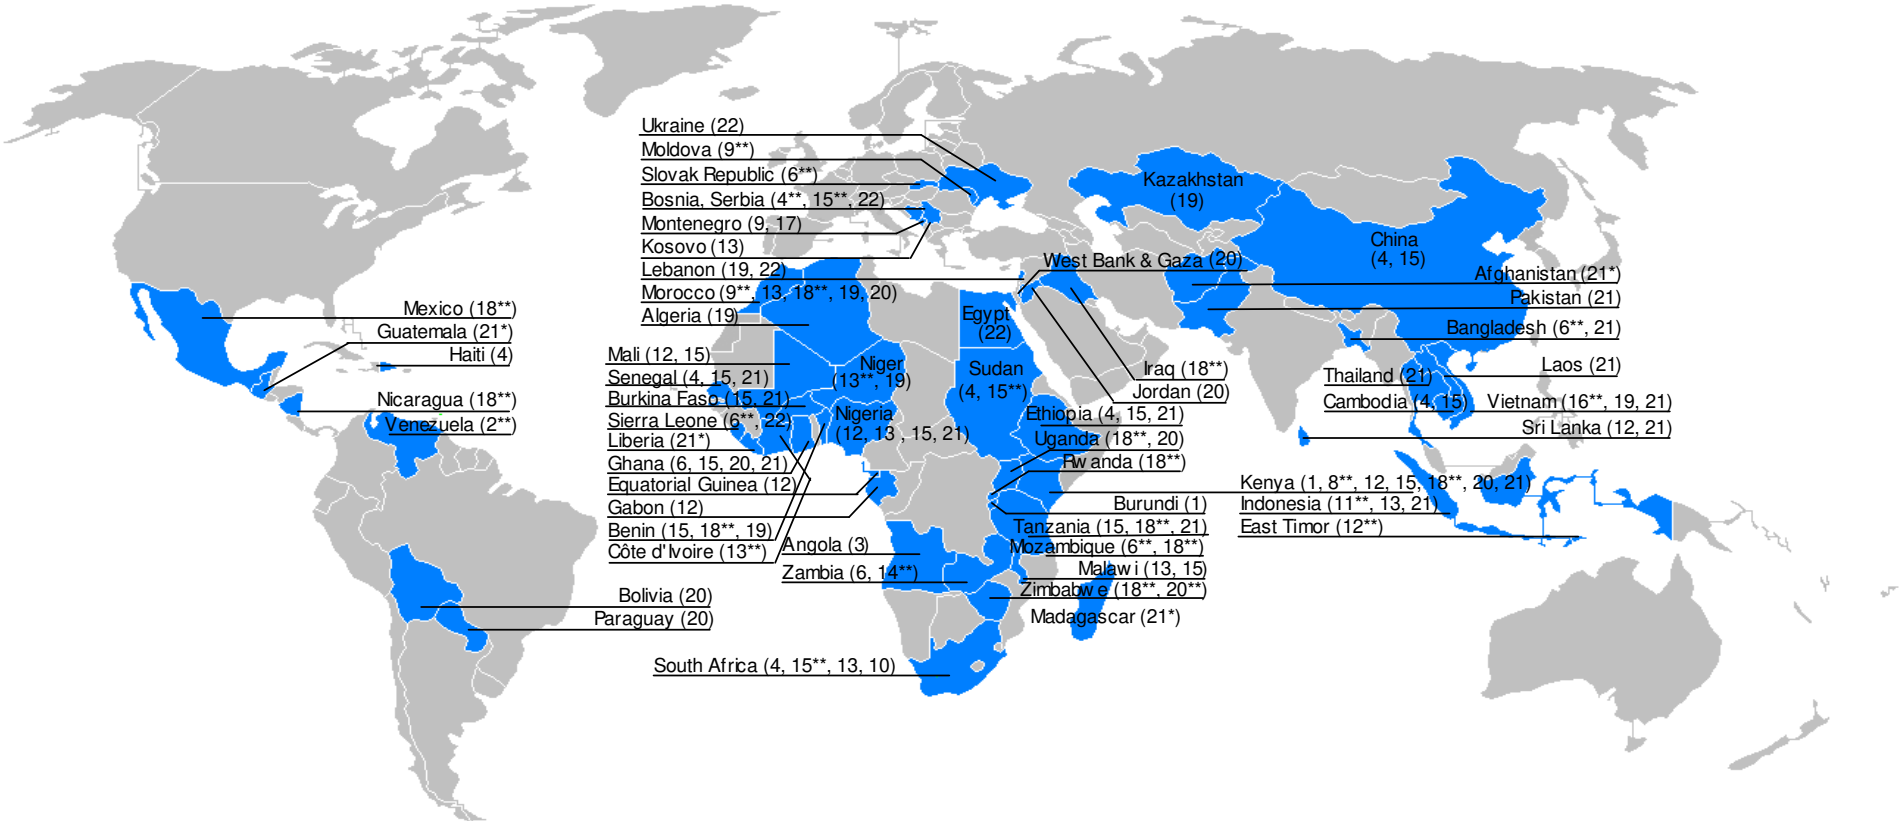 Ukraine (22)
Moldova (9**)
Slovak Republic (6**)
Bosnia, Serbia (4**, 15**, 22)
Montenegro (9, 17)
Kosovo (13)
Lebanon (19, 22)
Morocco (9**, 13, 18**, 19, 20)
Algeria (19)
Mexico (18**)
Guatemala (21*)
Haiti (4)
Nicaragua (18**)
Venezuela (2**)
Mali (12, 15)
Senegal (4, 15, 21)
Burkina Faso (15, 21)
Sierra Leone (6**, 22)
Liberia (21*)
Ghana (6, 15, 20, 21)
Equatorial Guinea (12)
Gabon (12)
Benin (15, 18**, 19)
Côte d'Ivoire (13**)
Angola (3)
Zambia (6, 14**)
Bolivia (20)
Paraguay (20)
South Africa (4, 15**, 13, 10)
Niger
(13**, 19)
Nigeria
(12, 13 , 15, 21)
Egypt
(22)
Sudan
(4, 15**)
West Bank & Gaza (20)
Iraq (18**)
Jordan (20)
Ethiopia (4, 15, 21)
Uganda (18**, 20)
Rwanda (18**)
Kenya (1, 8**, 12, 15, 18**, 20, 21)
Burundi (1)
Tanzania (15, 18**, 21)
Mozambique (6**, 18**)
Malawi (13, 15)
Zimbabwe (18**, 20**)
Madagascar (21*)
Kazakhstan
(19)
China
(4, 15)
Afghanistan (21*)
Pakistan (21)
Bangladesh (6**, 21)
Laos (21)
Thailand (21)
Cambodia (4, 15)
Vietnam (16**, 19, 21)
Sri Lanka (12, 21)
Indonesia (11**, 13, 21)
East Timor (12**)